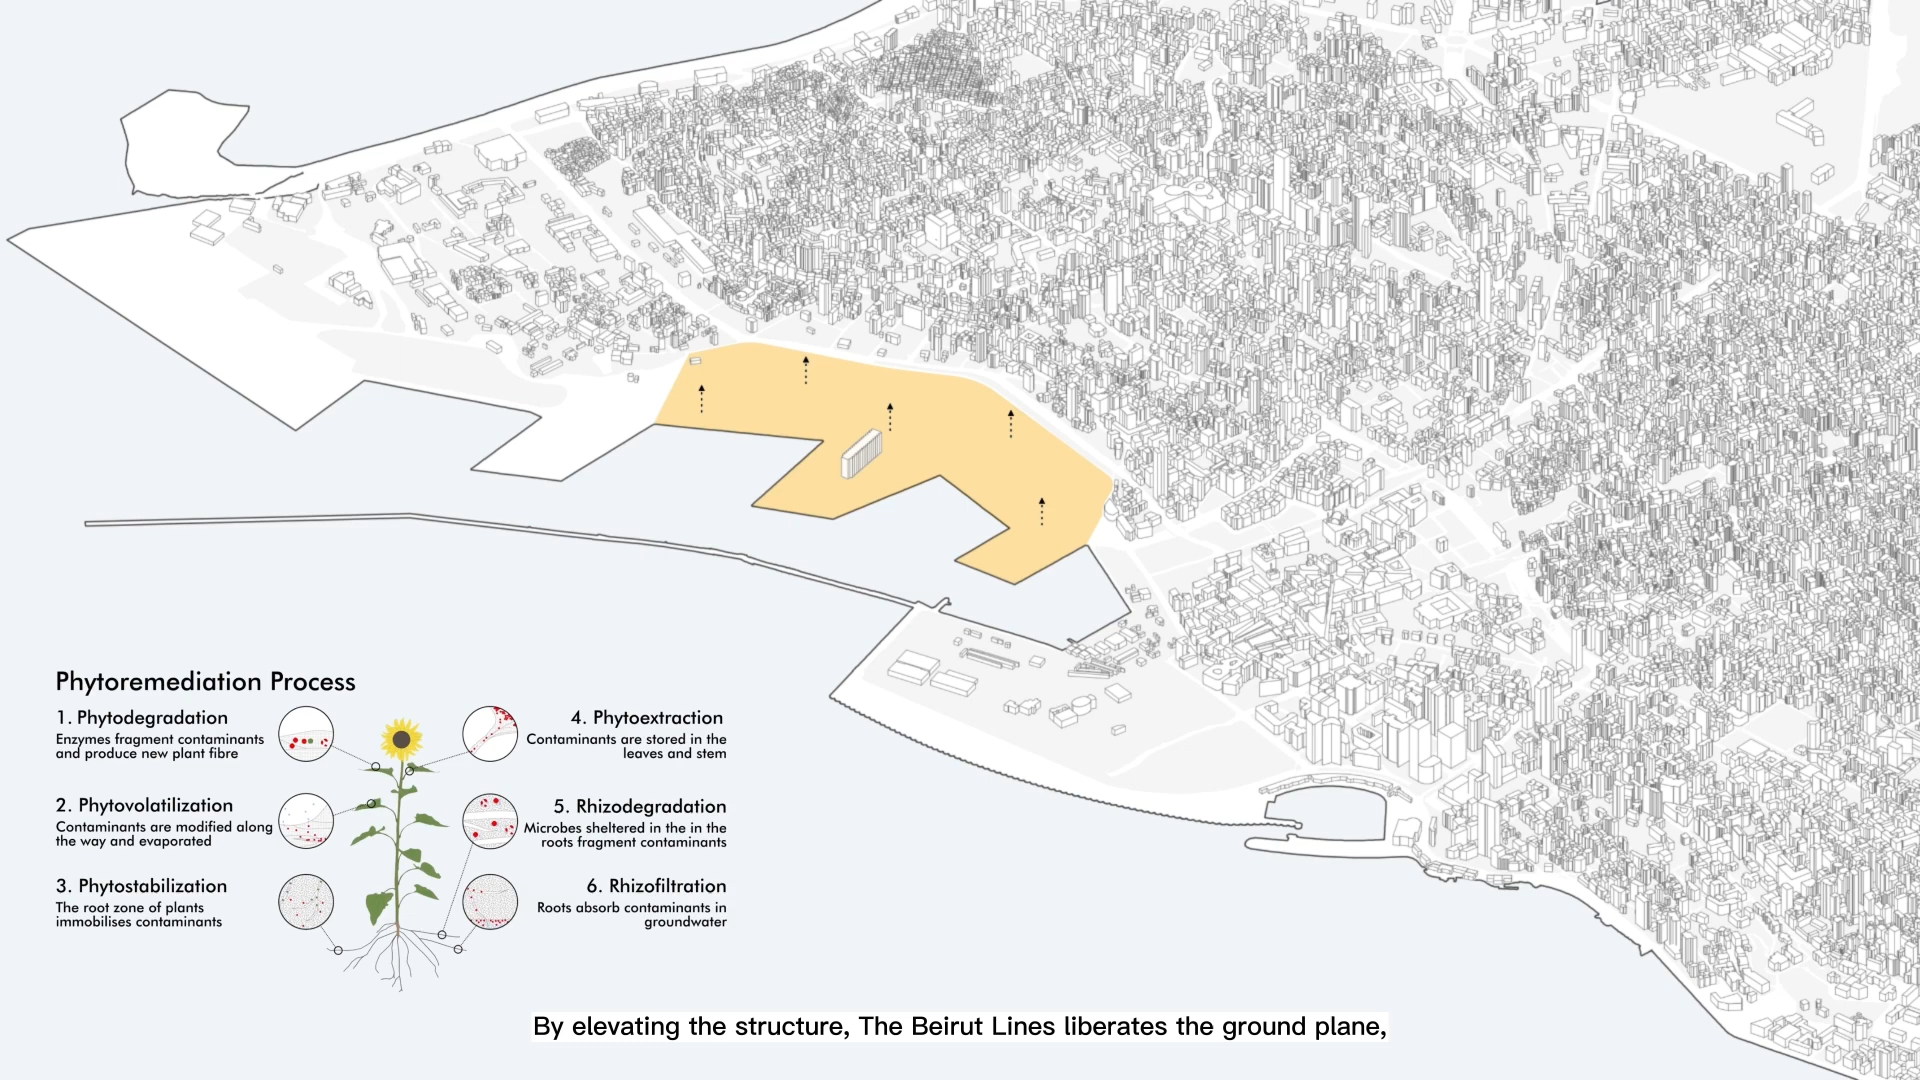 Phytoremediation Process
1. Phytodegradation
Enzymes fragment contaminants
and produce new plant fibre
2. Phytovolatilization
Contaminants are modified along
the way and evaporated
3. Phytostabilization
The root zone of plants
immobilises contaminants
4. Phytoextraction
Contaminants are stored in the
leaves and stem
5. Rhizodegradation
Microbes sheltered in the in the
roots fragment contaminants
6. Rhizofiltration
Roots absorb contaminants in
groundwater
By elevating the structure, The Beirut Lines liberates the ground plane,